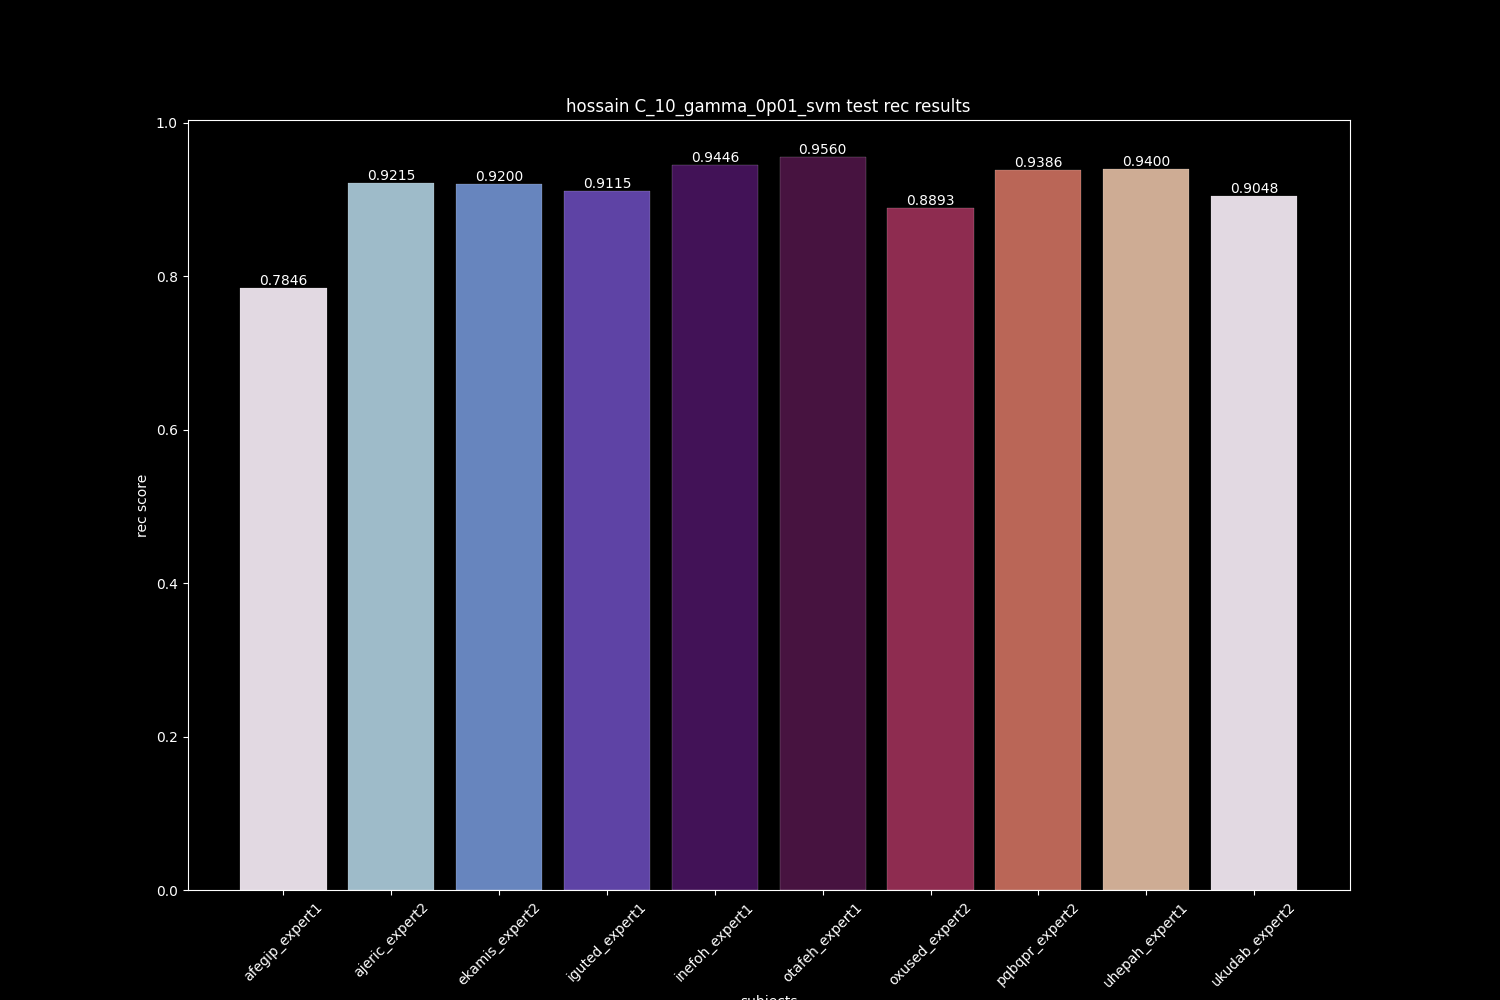 hossain C_10_gamma_0p01_svm test rec results
1.0
0.8
0.6
0.4
0.2
0.0
rec score
0.7846
0.9215
0.9200
0.9115
0.9446
0.9560
0.8893
0.9386
0.9400
0.9048
afegip_expert1
ajeric_expert2
ekamis_expert2
iguted_expert1
inefoh_expert1
otafeh_expert1
oxused_expert2
pqbqpr_expert2
uhepah_expert1
ukudab_expert2
subjects